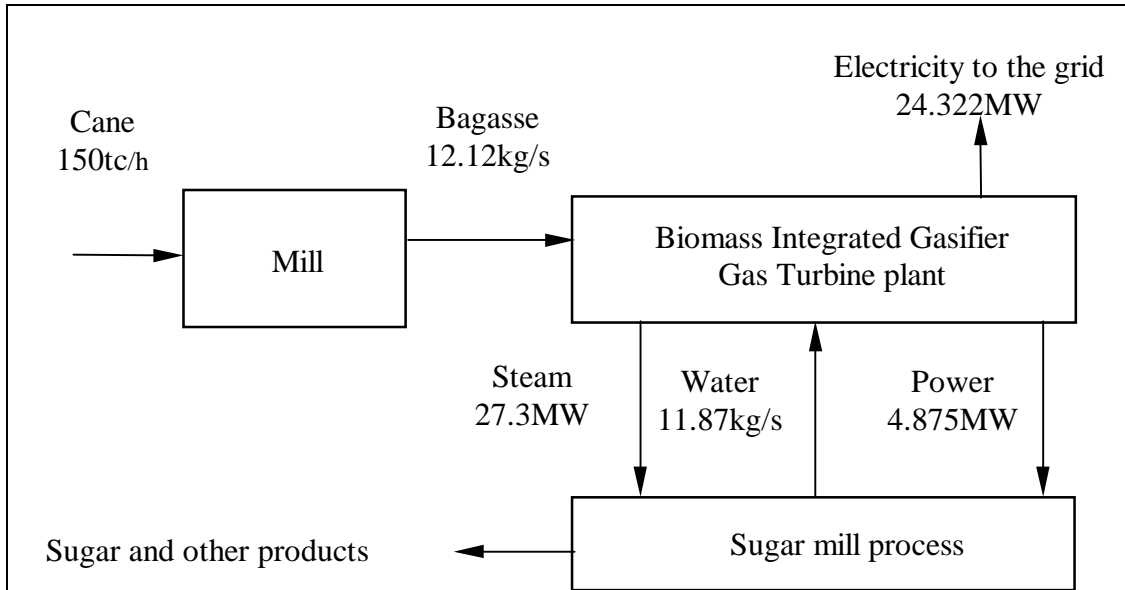 Electricity to the grid
24.322MW
Cane
150tc/h
Bagasse
12.12kg/s
Mill
Biomass Integrated Gasifier
Gas Turbine plant
Steam
27.3MW
Water
11.87kg/s
Power
4.875MW
Sugar and other products
Sugar mill process